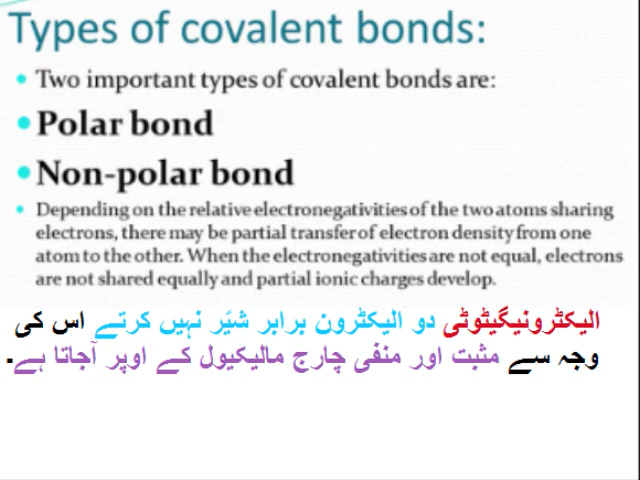 Types of covalent bonds:
Two important types of covalent bonds are:
Polar bond
Non-polar bond
Depending on the relative electronegativities of the two atoms sharing
electrons, there may be partial transfer of electron density from one
atom to the other. When the electronegativities are not equal, electrons
are not shared equally and partial ionic charges develop.
الیکٹرونیگیٹوٹی دو الیکٹرون برابر شئر نہیں کرتے اس کی
وجہ سے مثبت اور منفی چارج مالیکیول کے اوپر آجاتا ہے۔